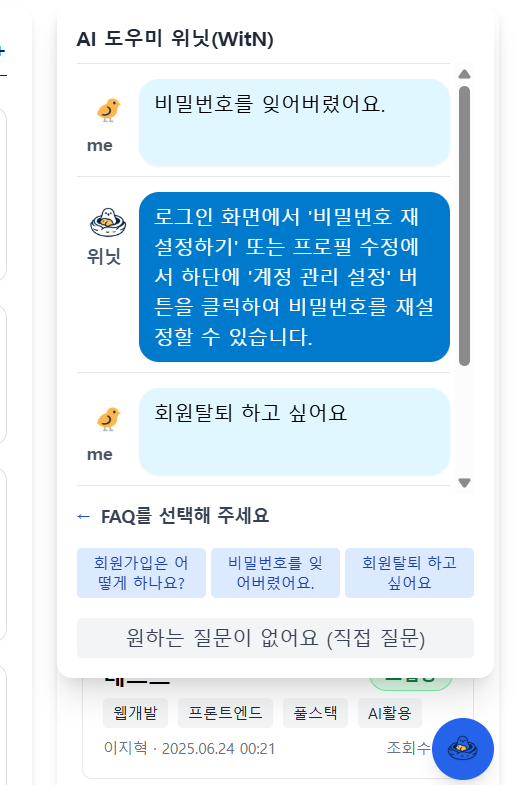 AI 도우미 위닛(WitN)
비밀번호를 잊어버렸어요.
me
로그인 화면에서 '비밀번호 재
설정하기' 또는 프로필 수정에
서 하단에 '계정 관리 설정' 버
튼을 클릭하여 비밀번호를 재설
정할 수 있습니다.
위닛
회원탈퇴 하고 싶어요
me
← FAQ를 선택해 주세요
회원가입은 어
떻게 하나요?
비밀번호를 잊
어버렸어요.
회원탈퇴 하고
싶어요
원하는 질문이 없어요 (직접 질문)
웹개발 프론트엔드 풀스택 AI활용
이지혁 · 2025.06.24 00:21 조회수